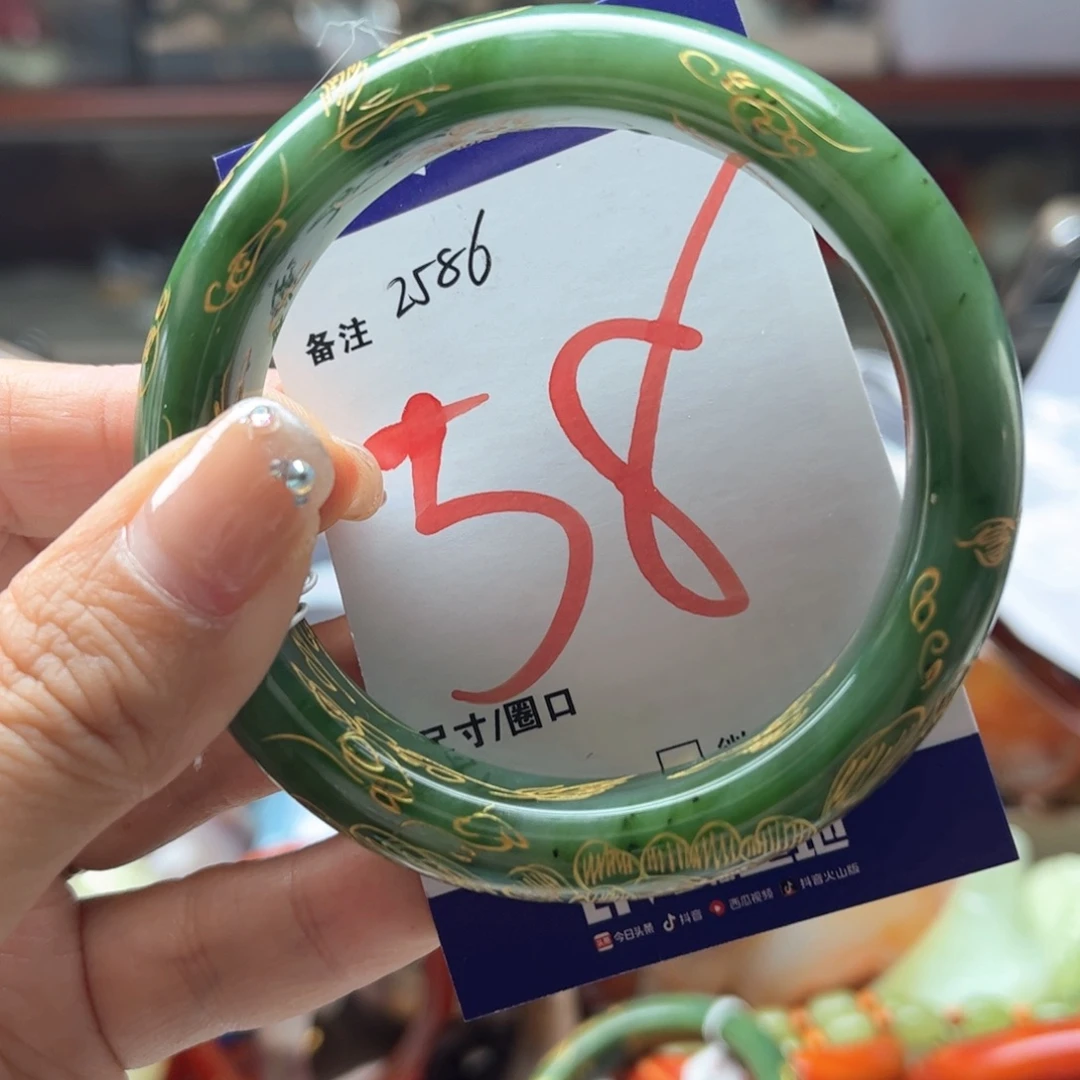 备注 2586
58
尺寸/圈口
今日头条 抖音 西瓜视频 抖音火山版